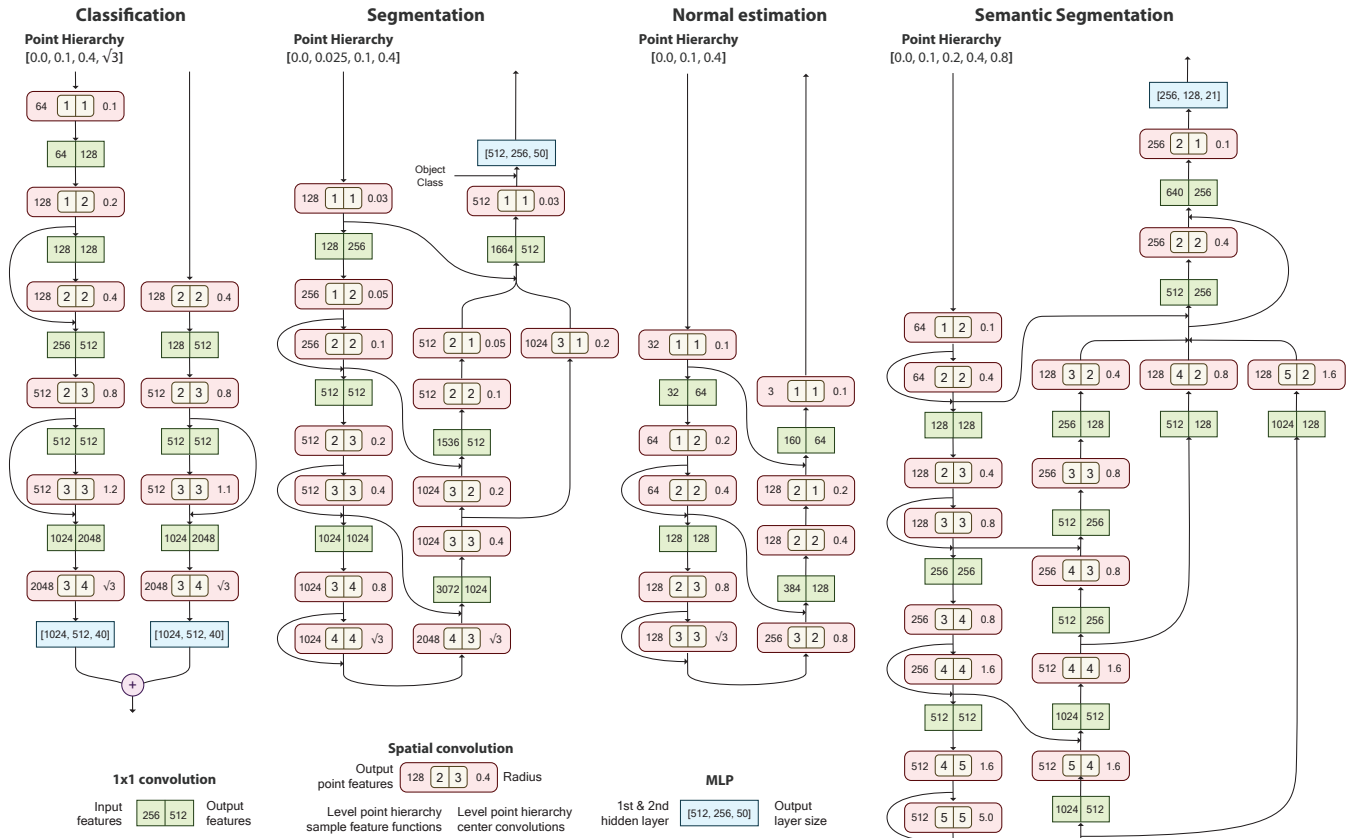 Classification
Point Hierarchy
[0.0, 0.1, 0.4, √3]
64 1 1 0.1
64 128
128 1 2 0.2
128 128
128 2 2 0.4
256 512
512 2 3 0.8
512 512
512 3 3 1.2
1024 2048
2048 3 4 √3
[1024, 512, 40]
128 2 2 0.4
128 512
512 2 3 0.8
512 512
512 3 3 1.1
1024 2048
2048 3 4 √3
[1024, 512, 40]
+
Segmentation
Point Hierarchy
[0.0, 0.025, 0.1, 0.4]
128 1 1 0.03
128 256
256 1 2 0.05
256 2 2 0.1
512 512
512 2 3 0.2
512 3 3 0.4
1024 1024
1024 3 4 0.8
1024 4 4 √3
[512, 256, 50]
Object
Class
512 1 1 0.03
1664 512
512 2 1 0.05
1024 3 1 0.2
512 2 2 0.1
1536 512
1024 3 2 0.2
1024 3 3 0.4
3072 1024
2048 4 3 √3
Normal estimation
Point Hierarchy
[0.0, 0.1, 0.4]
32 1 1 0.1
32 64
64 1 2 0.2
64 2 2 0.4
128 128
128 2 3 0.8
128 3 3 √3
3 1 1 0.1
160 64
128 2 1 0.2
128 2 2 0.4
384 128
256 3 2 0.8
Semantic Segmentation
Point Hierarchy
[0.0, 0.1, 0.2, 0.4, 0.8]
64 1 2 0.1
64 2 2 0.4
128 128
128 2 3 0.4
128 3 3 0.8
256 256
256 3 4 0.8
256 4 4 1.6
512 512
512 4 5 1.6
512 5 5 5.0
[256, 128, 21]
256 2 1 0.1
640 256
256 2 2 0.4
512 256
128 3 2 0.4
128 4 2 0.8
128 5 2 1.6
256 128
512 128
1024 128
256 3 3 0.8
512 256
256 4 3 0.8
512 256
512 4 4 1.6
1024 512
512 5 4 1.6
1024 512
1x1 convolution
Input
features
256 512
Output
features
Spatial convolution
Output
point features
128 2 3 0.4
Radius
Level point hierarchy
sample feature functions
Level point hierarchy
center convolutions
MLP
1st & 2nd
hidden layer
[512, 256, 50]
Output
layer size